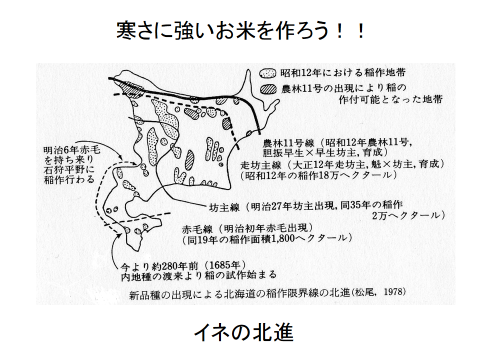 寒さに強いお米を作ろう！！
昭和12年における稲作地帯
農林11号の出現により稲の
作付可能となった地帯
明治6年赤毛
を持ち来り
石狩平野に
稲作行わる
農林11号線（昭和12年農林11号,
胆振早生×早生坊主, 育成）
走坊主線（大正12年走坊主, 魁×坊主, 育成）
（昭和12年の稲作18万ヘクタール）
坊主線（明治27年坊主出現, 同35年の稲作
2万ヘクタール）
赤毛線（明治初年赤毛出現）
（同19年の稲作面積1,800ヘクタール）
今より約280年前（1685年）
内地種の渡来より稲の試作始まる
新品種の出現による北海道の稲作限界線の北進（松尾, 1978）
イネの北進